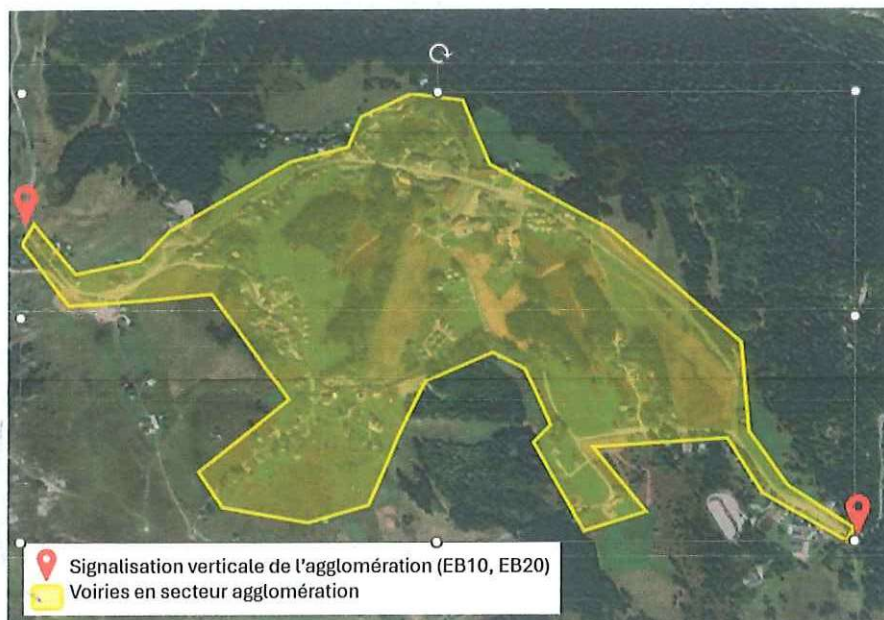 Signalisation verticale de l'agglomération (EB10, EB20)
Voiries en secteur agglomération